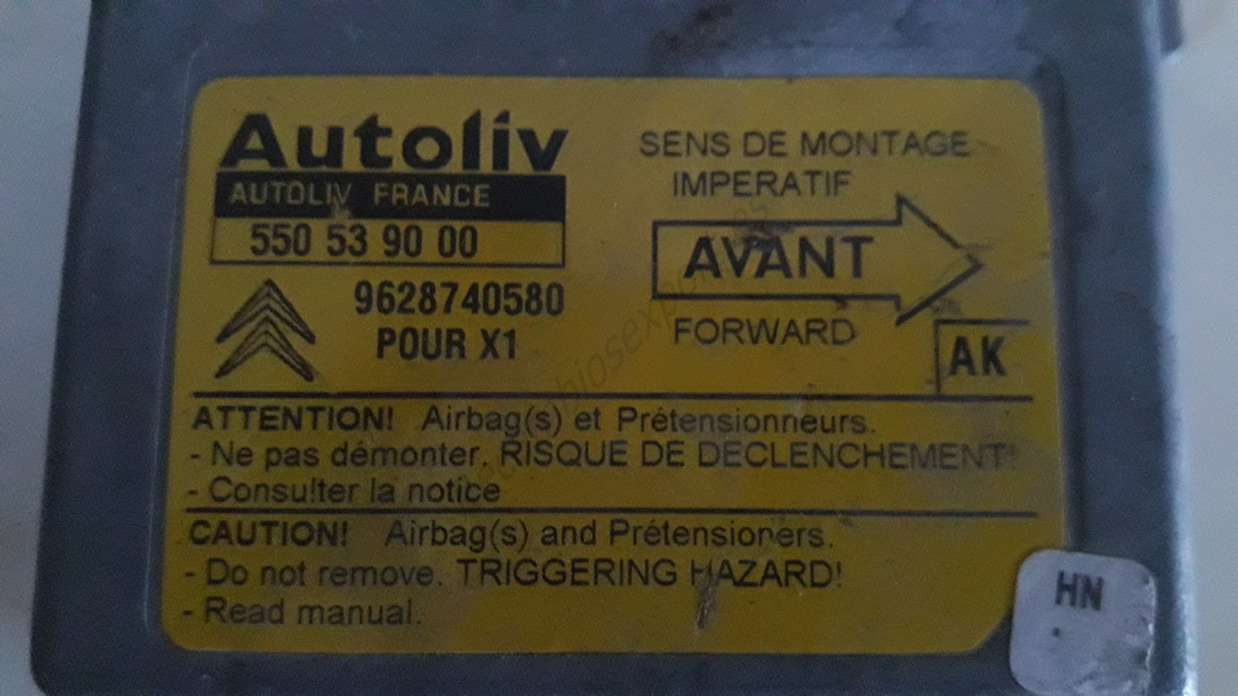 Autoliv
AUTOLIV FRANCE
550 53 90 00
9628740580
POUR X1
SENS DE MONTAGE
IMPERATIF
AVANT
FORWARD
AK
ATTENTION! Airbag(s) et Prétensionneurs.
- Ne pas démonter. RISQUE DE DECLENCHEMENT!
- Consulter la notice
CAUTION! Airbag(s) and Prétensioners.
- Do not remove. TRIGGERING HAZARD!
- Read manual.
HN